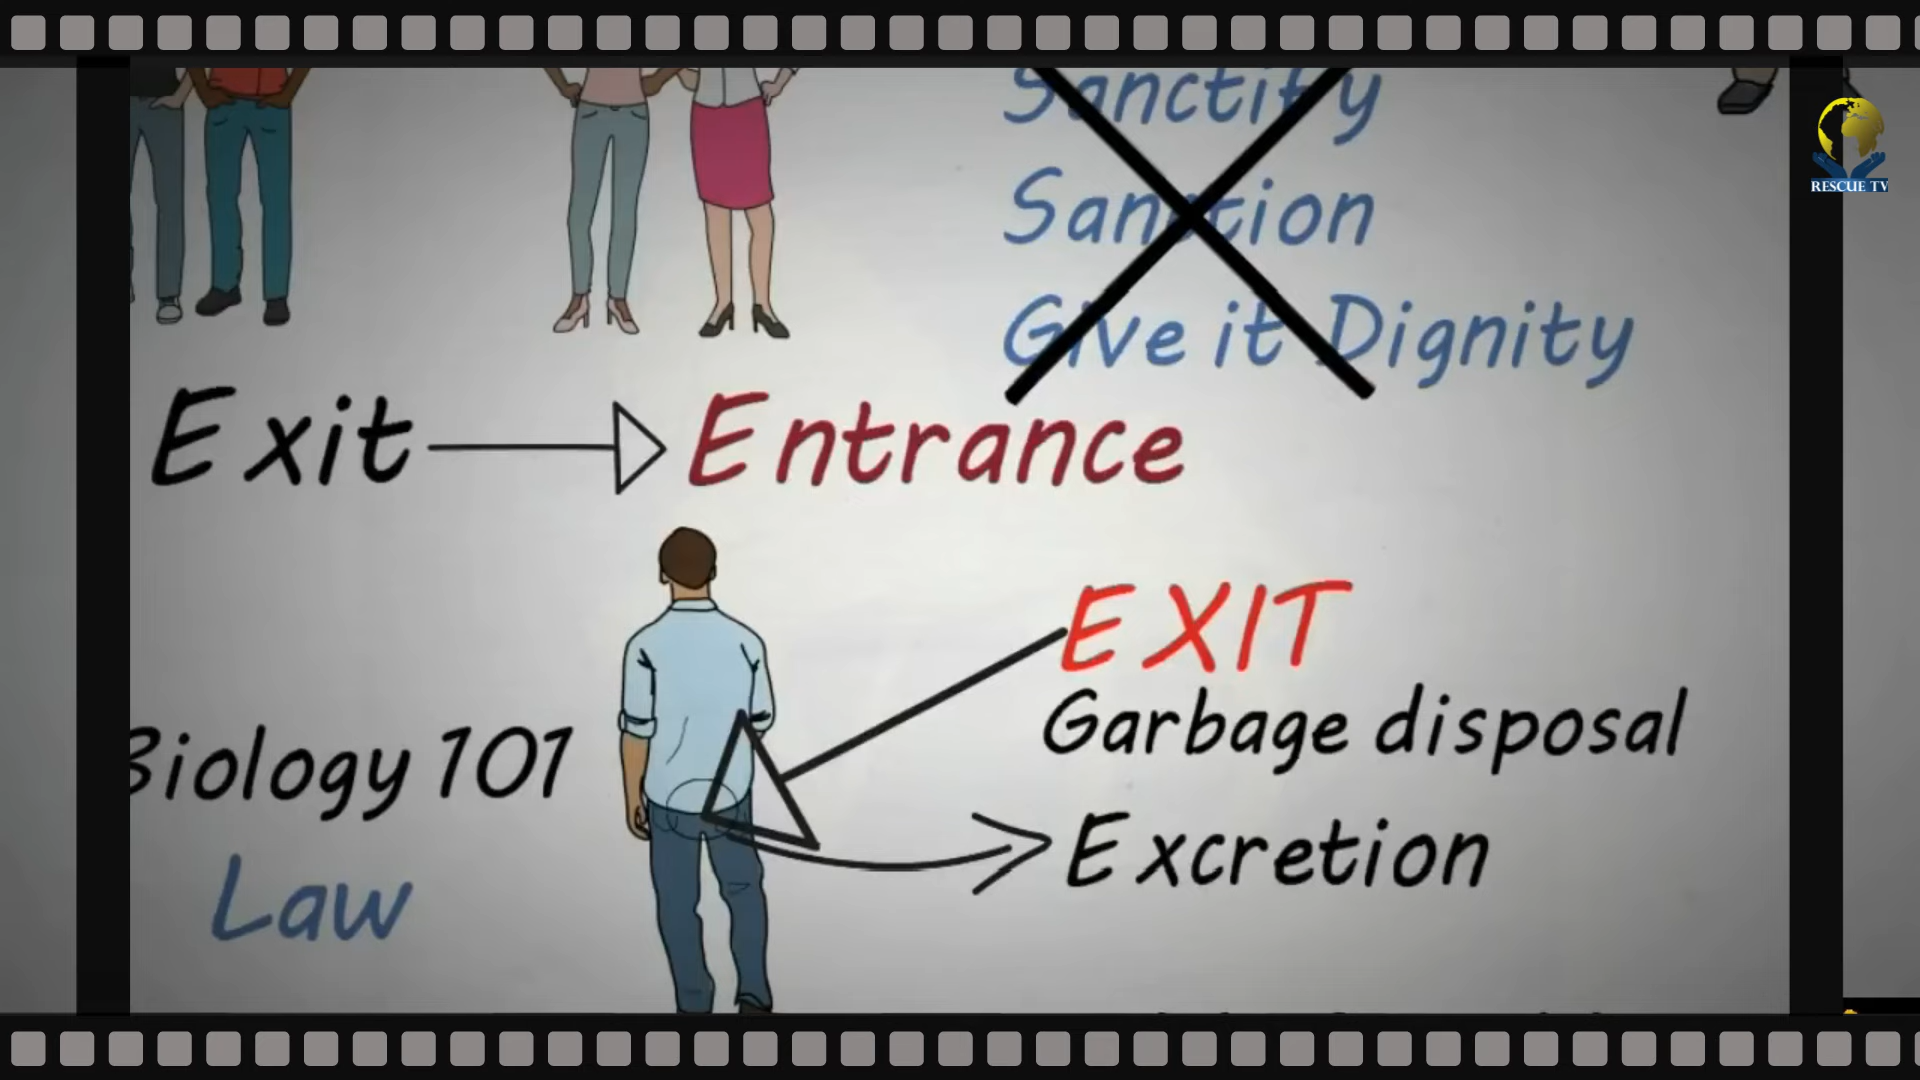 Sanctify
Sanction
Give it Dignity
Exit
Entrance
EXIT
Garbage disposal
Biology 101
Excretion
Law
RESCUE TV